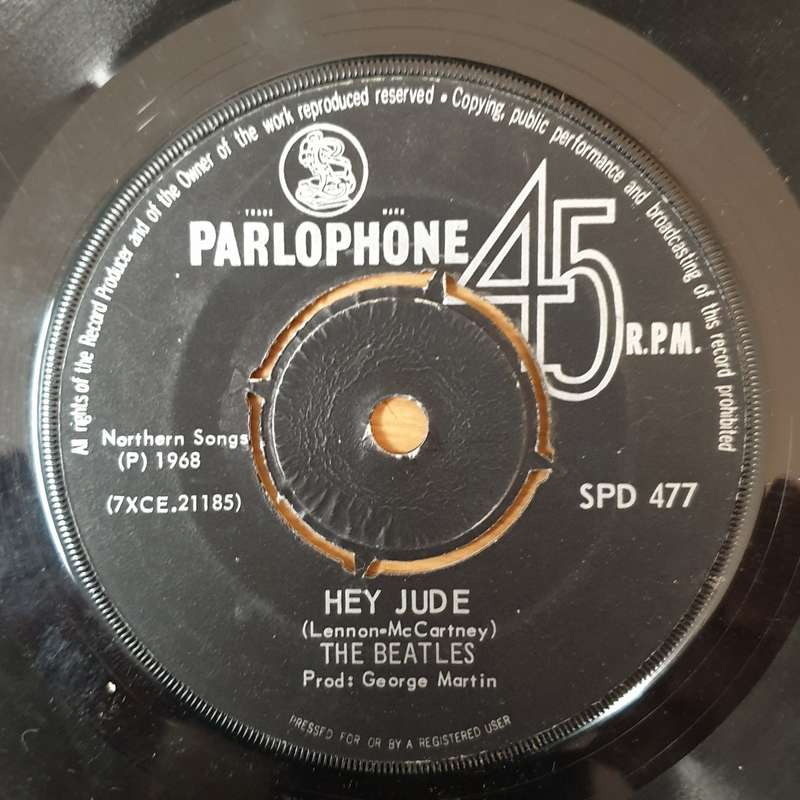 All rights of the Record Producer and of the Owner of the work reproduced reserved • Copying, public performance and broadcasting of this record prohibited
TRADE MARK
PARLOPHONE
45
R.P.M.
Northern Songs
(P) 1968
(7XCE.21185)
SPD 477
HEY JUDE
(Lennon-McCartney)
THE BEATLES
Prod: George Martin
PRESSED FOR OR BY A REGISTERED USER